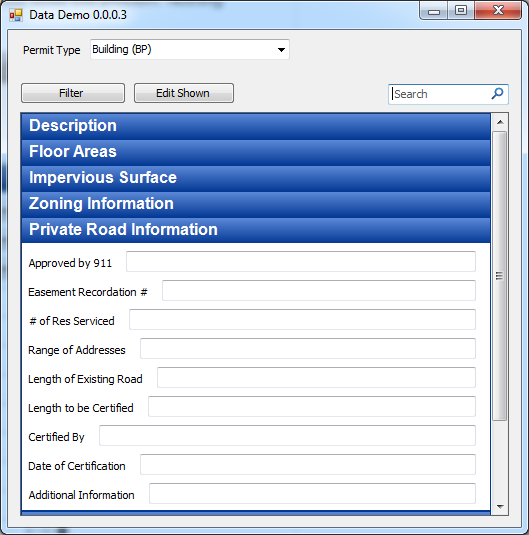 Data Demo 0.0.0.3
Permit Type Building (BP)
Filter Edit Shown Search
Description
Floor Areas
Impervious Surface
Zoning Information
Private Road Information
Approved by 911
Easement Recordation #
# of Res Serviced
Range of Addresses
Length of Existing Road
Length to be Certified
Certified By
Date of Certification
Additional Information